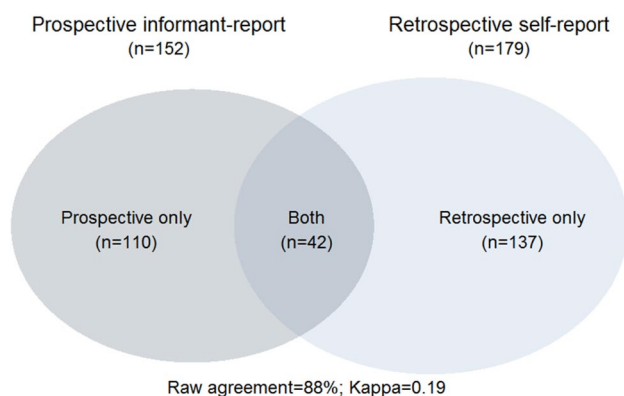 Prospective informant-report
(n=152)
Retrospective self-report
(n=179)
Prospective only
(n=110)
Both
(n=42)
Retrospective only
(n=137)
Raw agreement=88%; Kappa=0.19